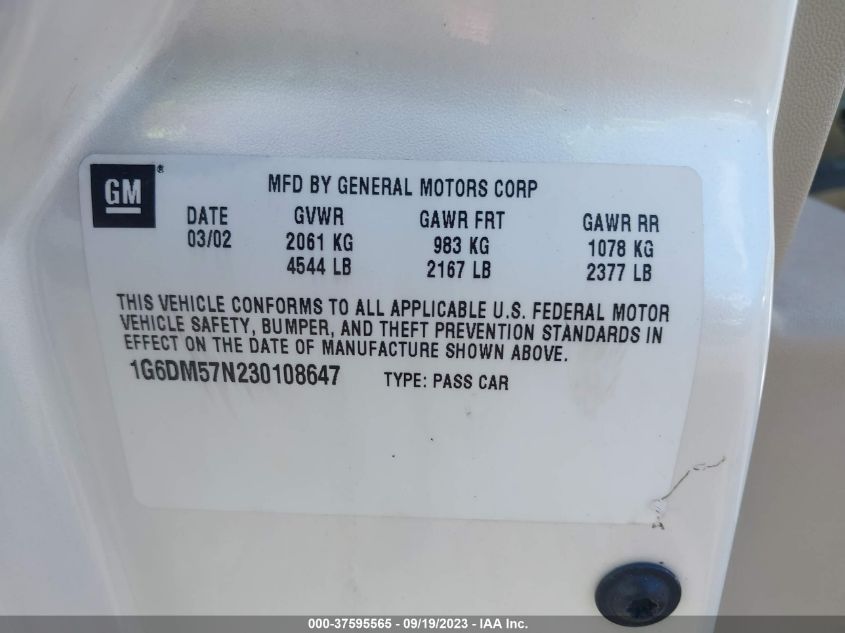 GM®
MFD BY GENERAL MOTORS CORP
DATE GVWR GAWR FRT GAWR RR
03/02 2061 KG 983 KG 1078 KG
4544 LB 2167 LB 2377 LB
THIS VEHICLE CONFORMS TO ALL APPLICABLE U.S. FEDERAL MOTOR
VEHICLE SAFETY, BUMPER, AND THEFT PREVENTION STANDARDS IN
EFFECT ON THE DATE OF MANUFACTURE SHOWN ABOVE.
1G6DM57N230108647 TYPE: PASS CAR
000-37595565 - 09/19/2023 - IAA Inc.